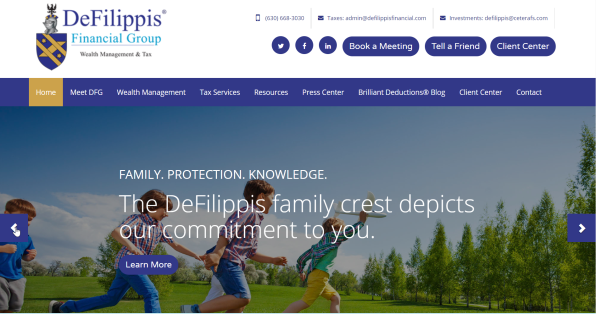 DeFilippis®
Financial Group
Wealth Management & Tax
(630) 668-3030
Taxes: admin@defilippisfinancial.com
Investments: defilippis@ceterafs.com
Book a Meeting
Tell a Friend
Client Center
Home
Meet DFG
Wealth Management
Tax Services
Resources
Press Center
Brilliant Deductions® Blog
Client Center
Contact
FAMILY. PROTECTION. KNOWLEDGE.
The DeFilippis family crest depicts
our commitment to you.
Learn More